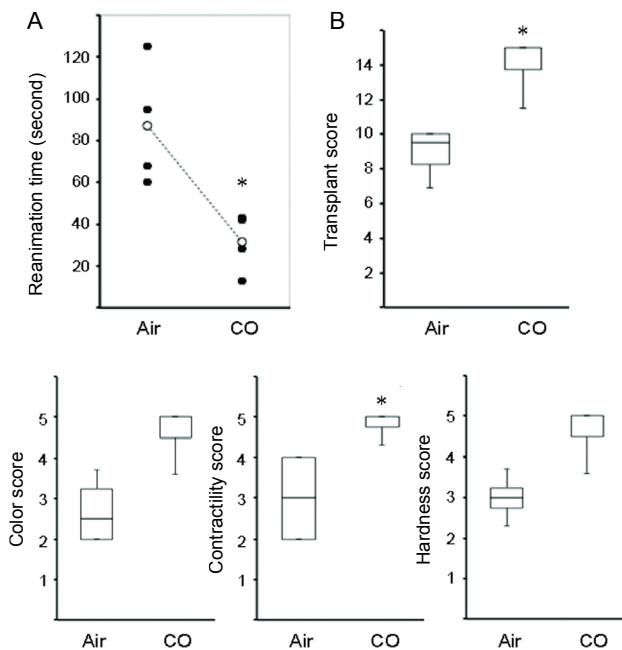 A
Reanimation time (second)
120
100
80
60
40
20
*
Air CO
B
Transplant score
14
12
10
8
6
4
2
*
Air CO
Color score
5
4
3
2
1
Air CO
Contractility score
5
4
3
2
1
*
Air CO
Hardness score
5
4
3
2
1
Air CO